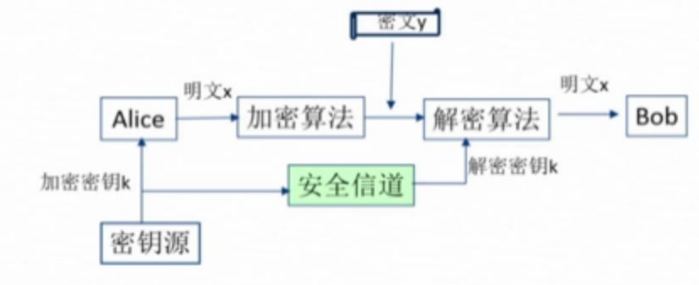 密文y
明文x
明文x
Alice
加密算法
解密算法
Bob
加密密钥k
安全信道
解密密钥k
密钥源